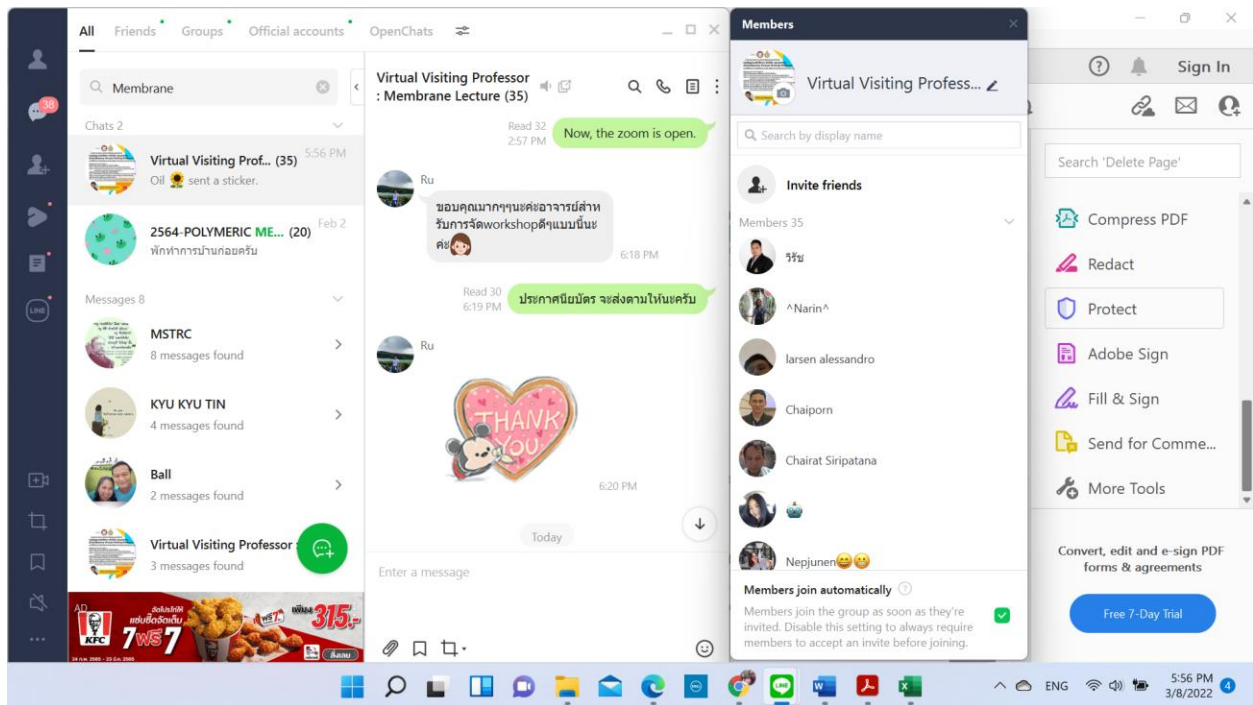 All Friends Groups Official accounts OpenChats
Membrane
Chats 2
Virtual Visiting Prof... (35) 5:56 PM
Oil 🌻 sent a sticker.
2564-POLYMERIC ME... (20) Feb 2
พักทำการบ้านก่อยครับ
Messages 8
MSTRC
8 messages found
KYU KYU TIN
4 messages found
Ball
2 messages found
Virtual Visiting Professor :
3 messages found
AD
KFC
7 ฟรี 7
315.-
38
LINE
Virtual Visiting Professor
: Membrane Lecture (35)
Read 32
2:57 PM
Now, the zoom is open.
Ru
ขอบคุณมากๆๆนะค่ะอาจารย์สำห
รับการจัดworkshopดีๆแบบนี้นะ
ค่ะ
6:18 PM
Read 30
6:19 PM
ประกาศนียบัตร จะส่งตามให้นะครับ
Ru
THANK
YOU
6:20 PM
Today
Enter a message
Members
Virtual Visiting Profess...
Search by display name
Invite friends
Members 35
วิรัช
^Narin^
larsen alessandro
Chaiporn
Chairat Siripatana
🤖
Nepjunen😄😬
Members join automatically
Members join the group as soon as they're
invited. Disable this setting to always require
members to accept an invite before joining.
Sign In
Search 'Delete Page'
Compress PDF
Redact
Protect
Adobe Sign
Fill & Sign
Send for Comme...
More Tools
Convert, edit and e-sign PDF
forms & agreements
Free 7-Day Trial
ENG
5:56 PM
3/8/2022
4